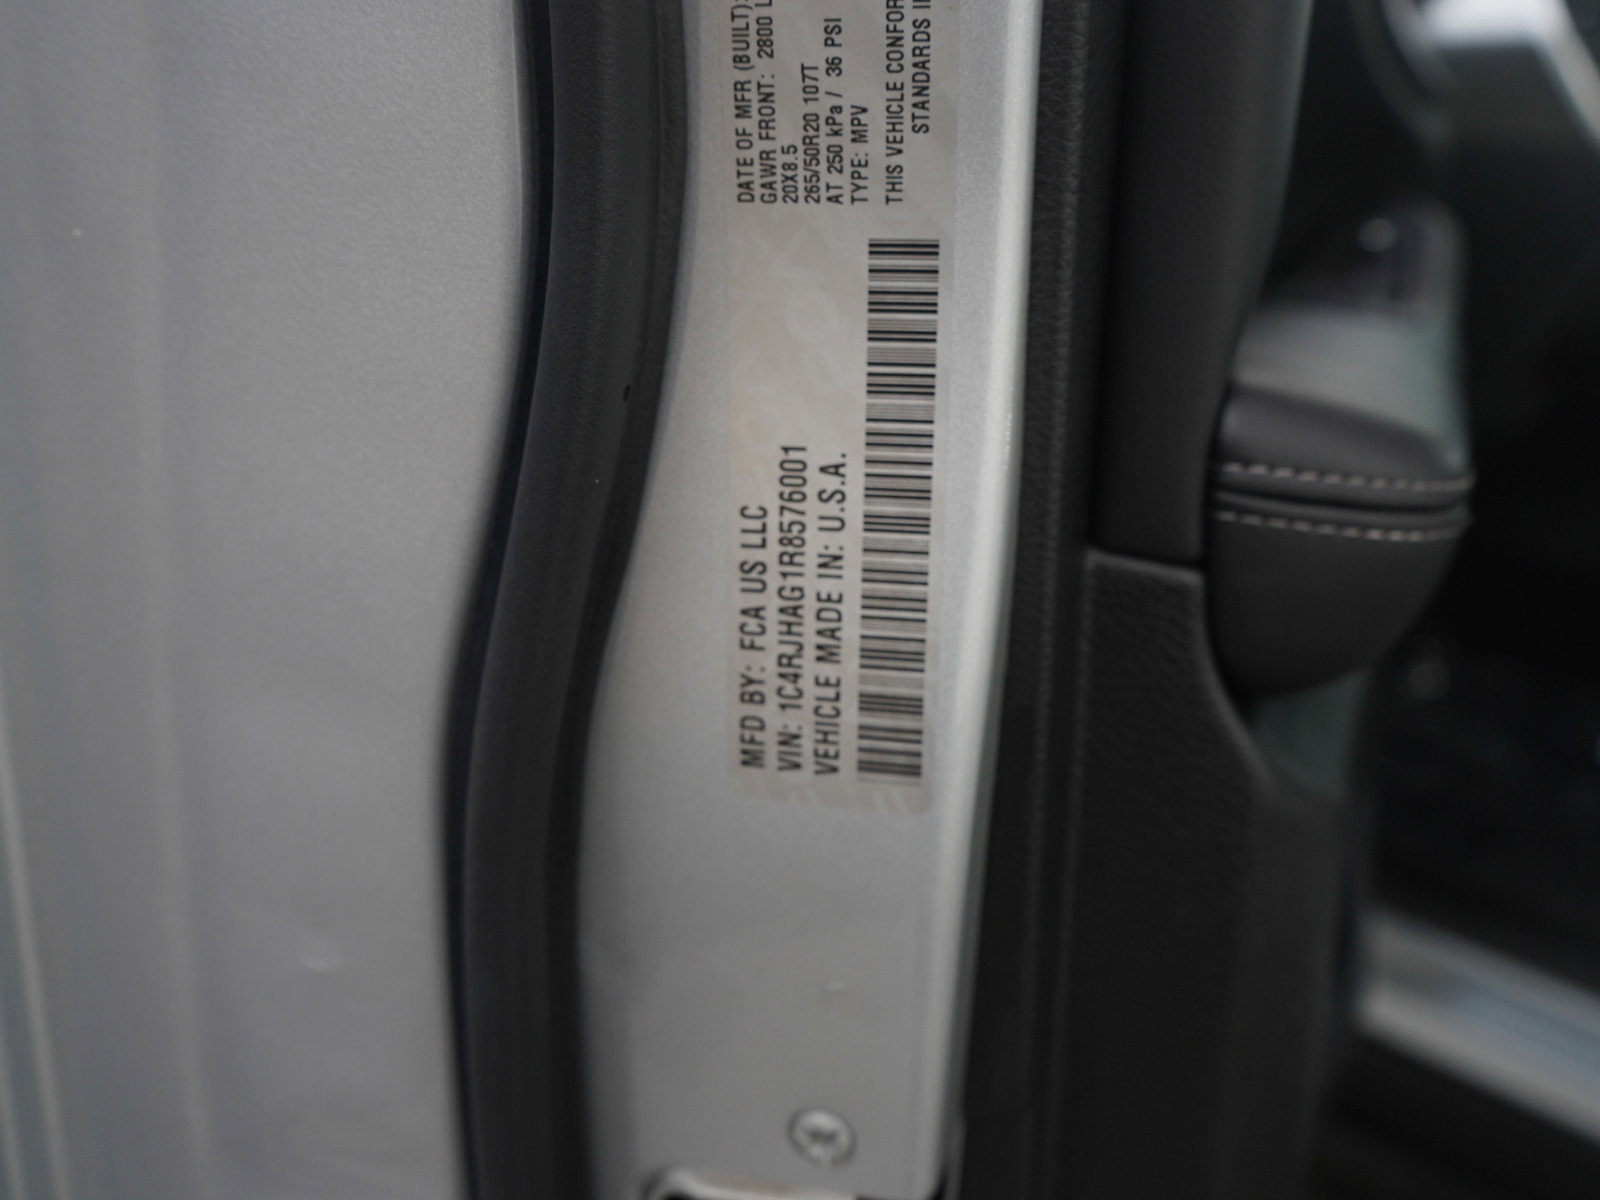 MFD BY: FCA US LLC
VIN: 1C4RJHAG1R8576001
VEHICLE MADE IN: U.S.A.
DATE OF MFR (BUILT):
GAWR FRONT: 2800 L
20X8.5
265/50R20 107T
AT 250 kPa / 36 PSI
TYPE: MPV
THIS VEHICLE CONFOR
STANDARDS I